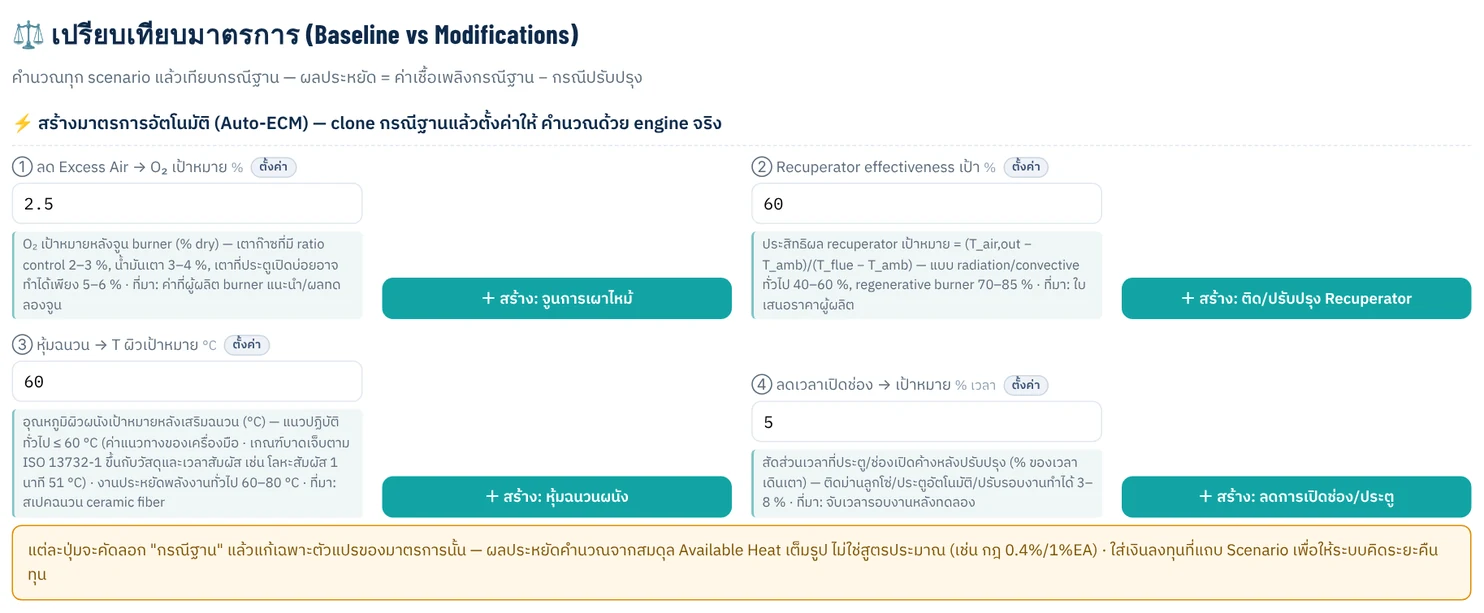 ⚖️ เปรียบเทียบมาตรการ (Baseline vs Modifications)
คำนวณทุก scenario แล้วเทียบกรณีฐาน — ผลประหยัด = ค่าเชื้อเพลิงกรณีฐาน − กรณีปรับปรุง
⚡ สร้างมาตรการอัตโนมัติ (Auto-ECM) — clone กรณีฐานแล้วตั้งค่าให้ คำนวณด้วย engine จริง
① ลด Excess Air → O₂ เป้าหมาย % ตั้งค่า
2.5
O₂ เป้าหมายหลังจูน burner (% dry) — เตาก๊าซที่มี ratio
control 2–3 %, น้ำมันเตา 3–4 %, เตาที่ประตูเปิดบ่อยอาจ
ทำได้เพียง 5–6 % · ที่มา: ค่าที่ผู้ผลิต burner แนะนำ/ผลทด
ลองจูน
+ สร้าง: จูนการเผาไหม้
② Recuperator effectiveness เป้า % ตั้งค่า
60
ประสิทธิผล recuperator เป้าหมาย = (T_air,out −
T_amb)/(T_flue − T_amb) — แบบ radiation/convective
ทั่วไป 40–60 %, regenerative burner 70–85 % · ที่มา: ใบ
เสนอราคาผู้ผลิต
+ สร้าง: ติด/ปรับปรุง Recuperator
③ หุ้มฉนวน → T ผิวเป้าหมาย °C ตั้งค่า
60
อุณหภูมิผิวผนังเป้าหมายหลังเสริมฉนวน (°C) — แนวปฏิบัติ
ทั่วไป ≤ 60 °C (ค่าแนวทางของเครื่องมือ · เกณฑ์บาดเจ็บตาม
ISO 13732-1 ขึ้นกับวัสดุและเวลาสัมผัส เช่น โลหะสัมผัส 1
นาที 51 °C) · งานประหยัดพลังงานทั่วไป 60–80 °C · ที่มา:
สเปคฉนวน ceramic fiber
+ สร้าง: หุ้มฉนวนผนัง
④ ลดเวลาเปิดช่อง → เป้าหมาย % เวลา ตั้งค่า
5
สัดส่วนเวลาที่ประตู/ช่องเปิดค้างหลังปรับปรุง (% ของเวลา
เดินเตา) — ติดม่านลูกโซ่/ประตูอัตโนมัติ/ปรับรอบงานทำได้ 3–
8 % · ที่มา: จับเวลารอบงานหลังทดลอง
+ สร้าง: ลดการเปิดช่อง/ประตู
แต่ละปุ่มจะคัดลอก "กรณีฐาน" แล้วแก้เฉพาะตัวแปรของมาตรการนั้น — ผลประหยัดคำนวณจากสมดุล Available Heat เต็มรูป ไม่ใช่สูตรประมาณ (เช่น กฎ 0.4%/1%EA) · ใส่เงินลงทุนที่แถบ Scenario เพื่อให้ระบบคิดระยะคืน
ทุน